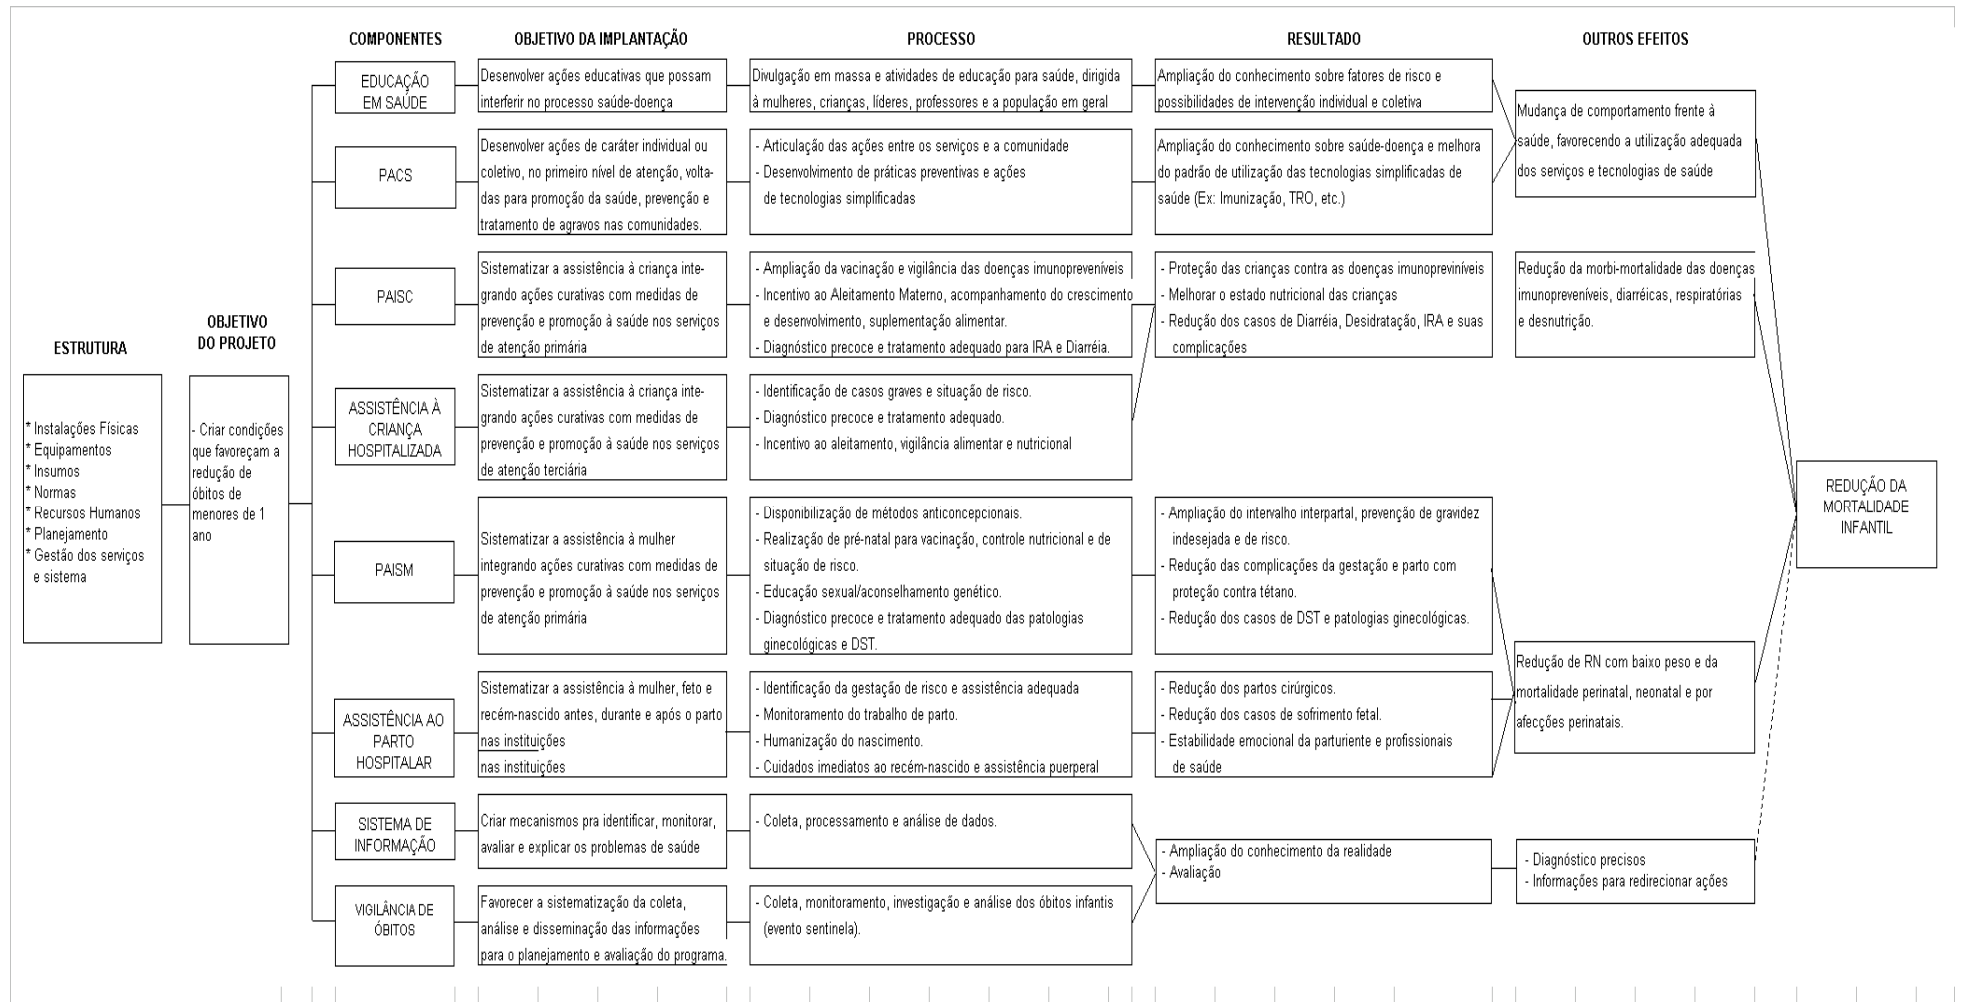 COMPONENTES
OBJETIVO DA IMPLANTAÇÃO
PROCESSO
RESULTADO
OUTROS EFEITOS
ESTRUTURA
* Instalações Físicas
* Equipamentos
* Insumos
* Normas
* Recursos Humanos
* Planejamento
* Gestão dos serviços
e sistema
OBJETIVO
DO PROJETO
- Criar condições
que favoreçam a
redução de
óbitos de
menores de 1
ano
EDUCAÇÃO
EM SAÚDE
Desenvolver ações educativas que possam
interferir no processo saúde-doença
Divulgação em massa e atividades de educação para saúde, dirigida
à mulheres, crianças, líderes, professores e a população em geral
Ampliação do conhecimento sobre fatores de risco e
possibilidades de intervenção individual e coletiva
Mudança de comportamento frente à
saúde, favorecendo a utilização adequada
dos serviços e tecnologias de saúde
PACS
Desenvolver ações de caráter individual ou
coletivo, no primeiro nível de atenção, volta-
das para promoção da saúde, prevenção e
tratamento de agravos nas comunidades.
- Articulação das ações entre os serviços e a comunidade
- Desenvolvimento de práticas preventivas e ações
de tecnologias simplificadas
Ampliação do conhecimento sobre saúde-doença e melhora
do padrão de utilização das tecnologias simplificadas de
saúde (Ex: Imunização, TRO, etc.)
PAISC
Sistematizar a assistência à criança inte-
grando ações curativas com medidas de
prevenção e promoção à saúde nos serviços
de atenção primária
- Ampliação da vacinação e vigilância das doenças imunopreveníveis
- Incentivo ao Aleitamento Materno, acompanhamento do crescimento
e desenvolvimento, suplementação alimentar.
- Diagnóstico precoce e tratamento adequado para IRA e Diarréia.
- Proteção das crianças contra as doenças imunopreviníveis
- Melhorar o estado nutricional das crianças
- Redução dos casos de Diarréia, Desidratação, IRA e suas
complicações
Redução da morbi-mortalidade das doenças
imunopreveníveis, diarréicas, respiratórias
e desnutrição.
ASSISTÊNCIA À
CRIANÇA
HOSPITALIZADA
Sistematizar a assistência à criança inte-
grando ações curativas com medidas de
prevenção e promoção à saúde nos serviços
de atenção terciária
- Identificação de casos graves e situação de risco.
- Diagnóstico precoce e tratamento adequado.
- Incentivo ao aleitamento, vigilância alimentar e nutricional
PAISM
Sistematizar a assistência à mulher
integrando ações curativas com medidas de
prevenção e promoção à saúde nos serviços
de atenção primária
- Disponibilização de métodos anticoncepcionais.
- Realização de pré-natal para vacinação, controle nutricional e de
situação de risco.
- Educação sexual/aconselhamento genético.
- Diagnóstico precoce e tratamento adequado das patologias
ginecológicas e DST.
- Ampliação do intervalo interpartal, prevenção de gravidez
indesejada e de risco.
- Redução das complicações da gestação e parto com
proteção contra tétano.
- Redução dos casos de DST e patologias ginecológicas.
Redução de RN com baixo peso e da
mortalidade perinatal, neonatal e por
afecções perinatais.
ASSISTÊNCIA AO
PARTO
HOSPITALAR
Sistematizar a assistência à mulher, feto e
recém-nascido antes, durante e após o parto
nas instituições
nas instituições
- Identificação da gestação de risco e assistência adequada
- Monitoramento do trabalho de parto.
- Humanização do nascimento.
- Cuidados imediatos ao recém-nascido e assistência puerperal
- Redução dos partos cirúrgicos.
- Redução dos casos de sofrimento fetal.
- Estabilidade emocional da parturiente e profissionais
de saúde
SISTEMA DE
INFORMAÇÃO
Criar mecanismos pra identificar, monitorar,
avaliar e explicar os problemas de saúde
- Coleta, processamento e análise de dados.
- Ampliação do conhecimento da realidade
- Avaliação
- Diagnóstico precisos
- Informações para redirecionar ações
VIGILÂNCIA DE
ÓBITOS
Favorecer a sistematização da coleta,
análise e disseminação das informações
para o planejamento e avaliação do programa.
- Coleta, monitoramento, investigação e análise dos óbitos infantis
(evento sentinela).
REDUÇÃO DA
MORTALIDADE
INFANTIL